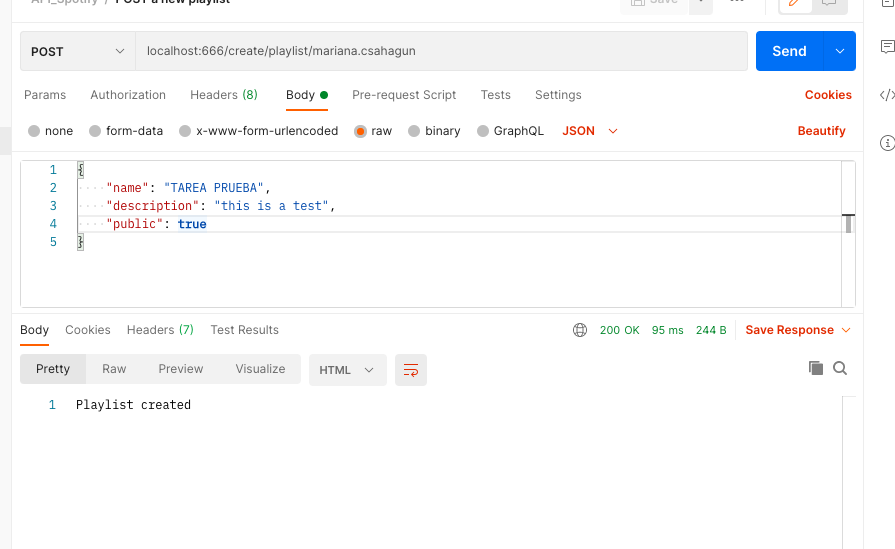 API_Spotify / POST a new playlist
Save
POST localhost:666/create/playlist/mariana.csahagun Send
Params Authorization Headers (8) Body Pre-request Script Tests Settings Cookies
none form-data x-www-form-urlencoded raw binary GraphQL JSON Beautify
1 {
2 "name": "TAREA PRUEBA",
3 "description": "this is a test",
4 "public": true
5 }
Body Cookies Headers (7) Test Results 200 OK 95 ms 244 B Save Response
Pretty Raw Preview Visualize HTML
1 Playlist created